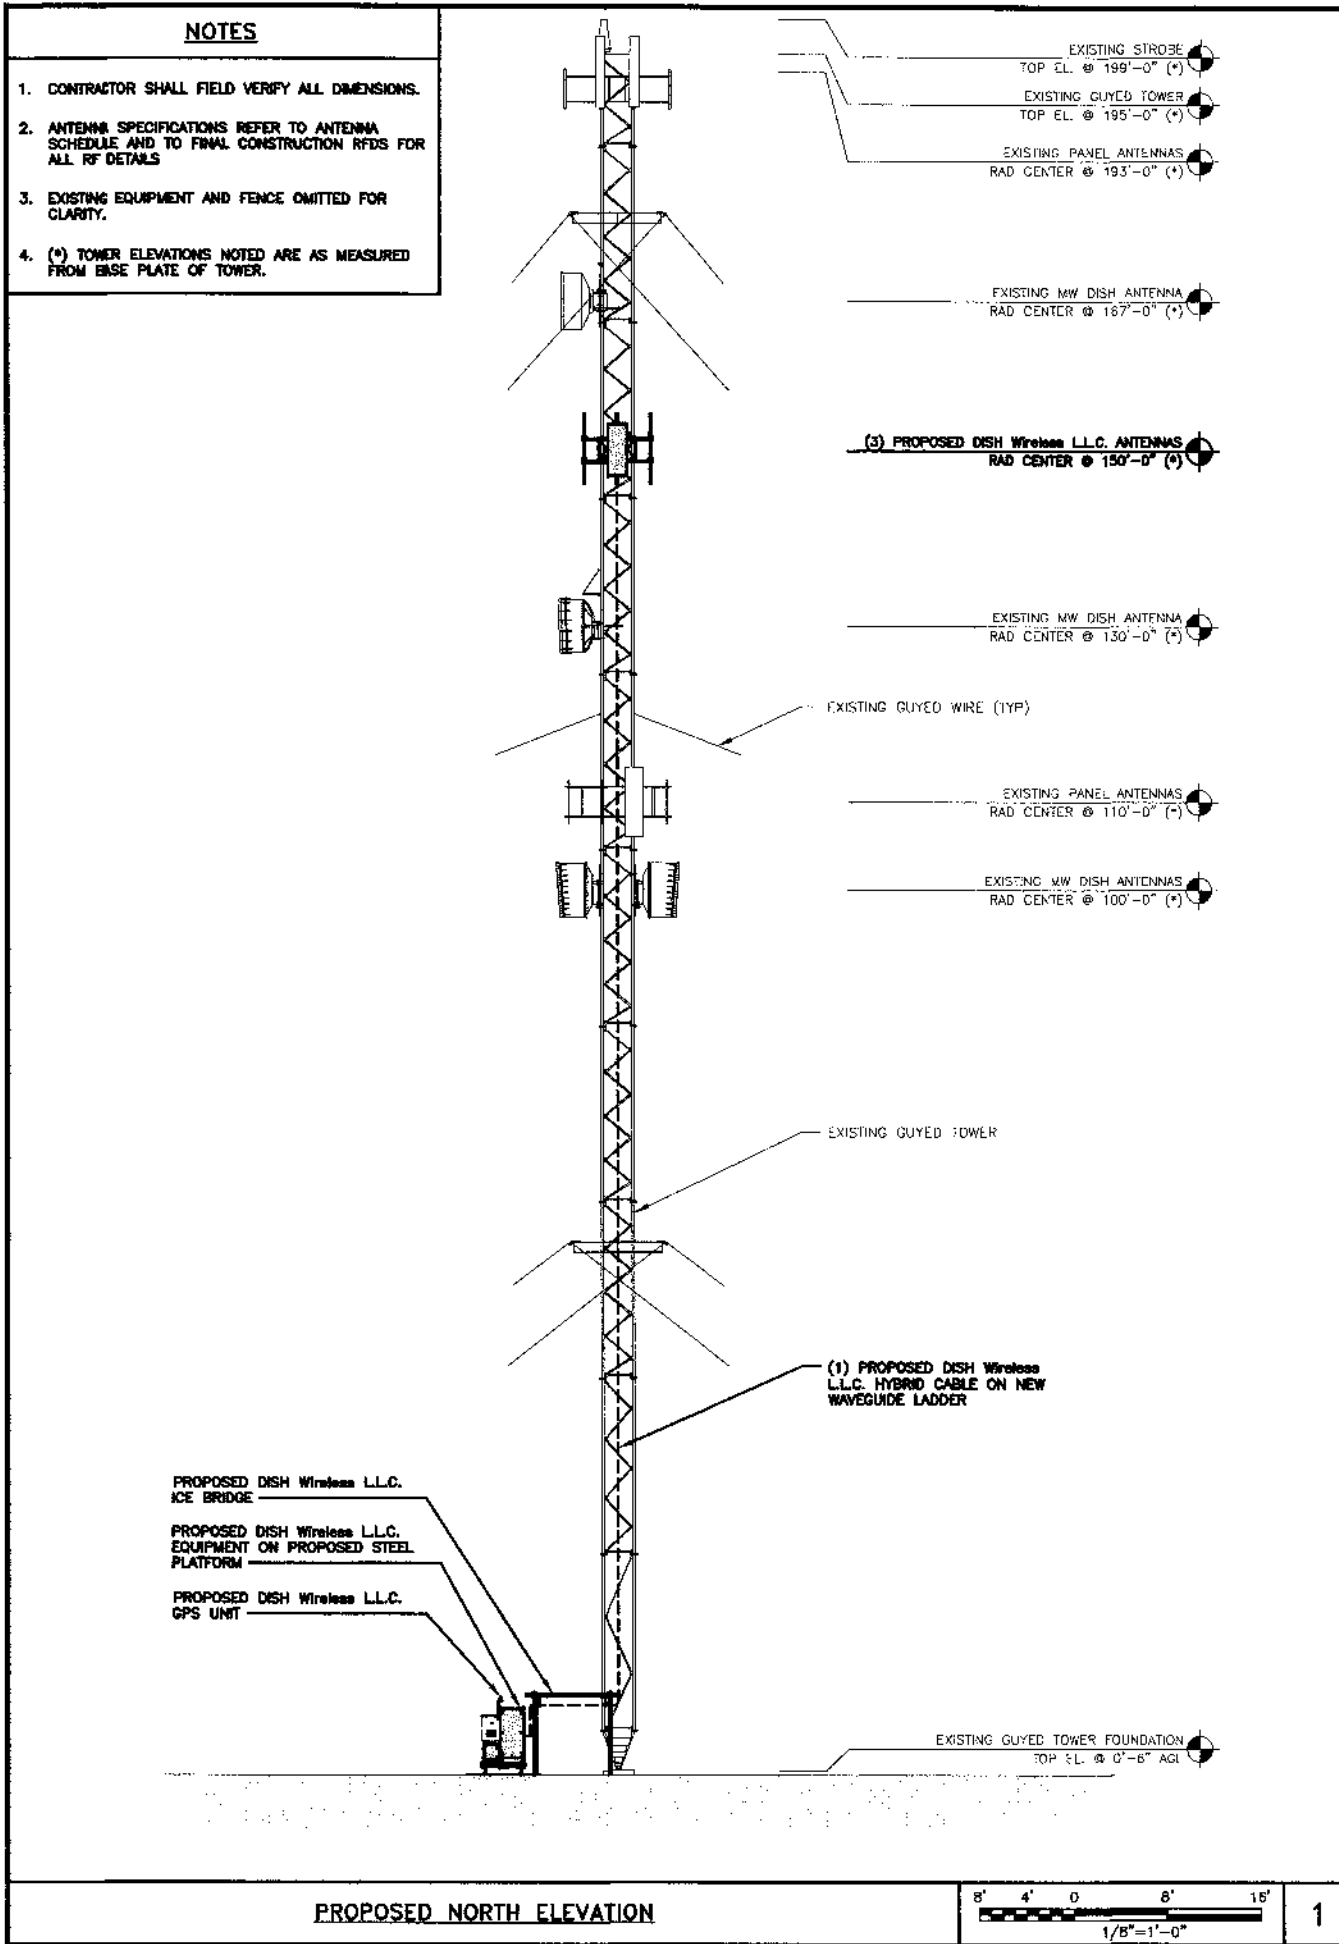 NOTES
1. CONTRACTOR SHALL FIELD VERIFY ALL DIMENSIONS.
2. ANTENNA SPECIFICATIONS REFER TO ANTENNA
SCHEDULE AND TO FINAL CONSTRUCTION RFDS FOR
ALL RF DETAILS
3. EXISTING EQUIPMENT AND FENCE OMITTED FOR
CLARITY.
4. (*) TOWER ELEVATIONS NOTED ARE AS MEASURED
FROM BASE PLATE OF TOWER.
EXISTING STROBE
TOP EL. @ 199'-0" (*)
EXISTING GUYED TOWER
TOP EL. @ 195'-0" (*)
EXISTING PANEL ANTENNAS
RAD CENTER @ 193'-0" (*)
EXISTING MW DISH ANTENNA
RAD CENTER @ 167'-0" (*)
(3) PROPOSED DISH Wireless L.L.C. ANTENNAS
RAD CENTER @ 150'-0" (*)
EXISTING MW DISH ANTENNA
RAD CENTER @ 130'-0" (*)
EXISTING GUYED WIRE (TYP)
EXISTING PANEL ANTENNAS
RAD CENTER @ 110'-0" (*)
EXISTING MW DISH ANTENNAS
RAD CENTER @ 100'-0" (*)
EXISTING GUYED TOWER
(1) PROPOSED DISH Wireless
L.L.C. HYBRID CABLE ON NEW
WAVEGUIDE LADDER
PROPOSED DISH Wireless L.L.C.
ICE BRIDGE
PROPOSED DISH Wireless L.L.C.
EQUIPMENT ON PROPOSED STEEL
PLATFORM
PROPOSED DISH Wireless L.L.C.
GPS UNIT
EXISTING GUYED TOWER FOUNDATION
TOP EL. @ 0'-6" AGL
PROPOSED NORTH ELEVATION
8' 4' 0 8' 16'
1/8"=1'-0"
1